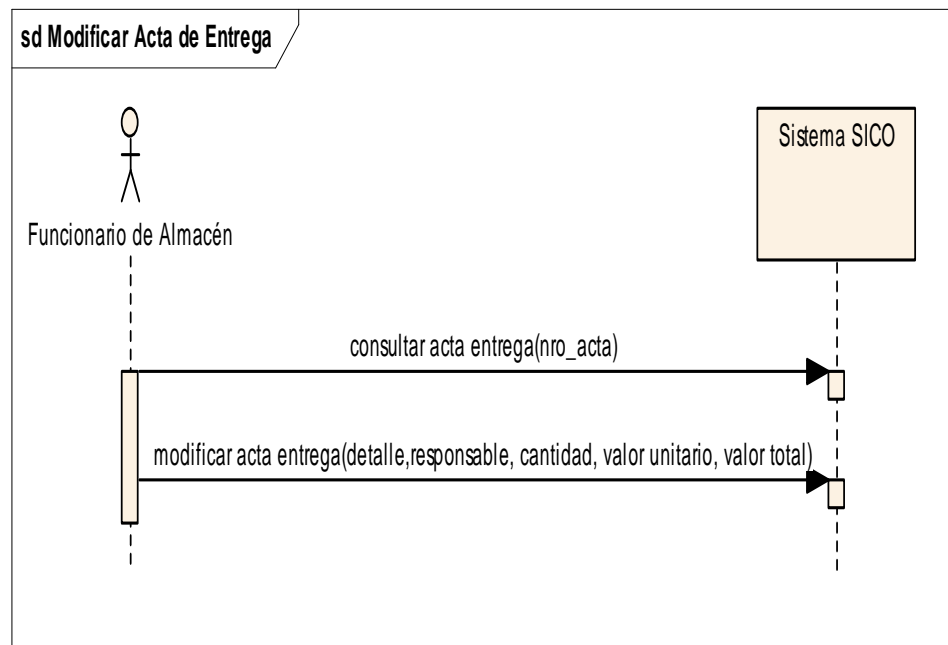 sd Modificar Acta de Entrega
Sistema SICO
Funcionario de Almacén
consultar acta entrega(nro_acta)
modificar acta entrega(detalle,responsable, cantidad, valor unitario, valor total)